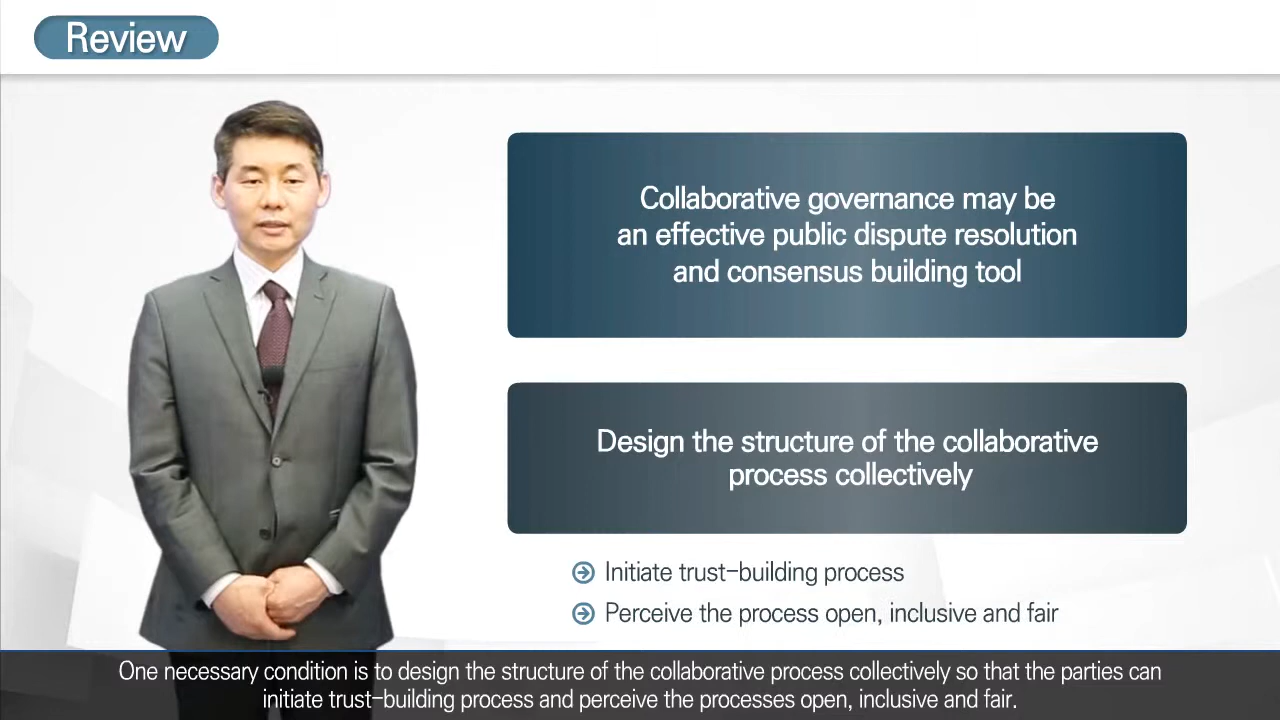 Review
Collaborative governance may be
an effective public dispute resolution
and consensus building tool
Design the structure of the collaborative
process collectively
Initiate trust-building process
Perceive the process open, inclusive and fair
One necessary condition is to design the structure of the collaborative process collectively so that the parties can
initiate trust-building process and perceive the processes open, inclusive and fair.